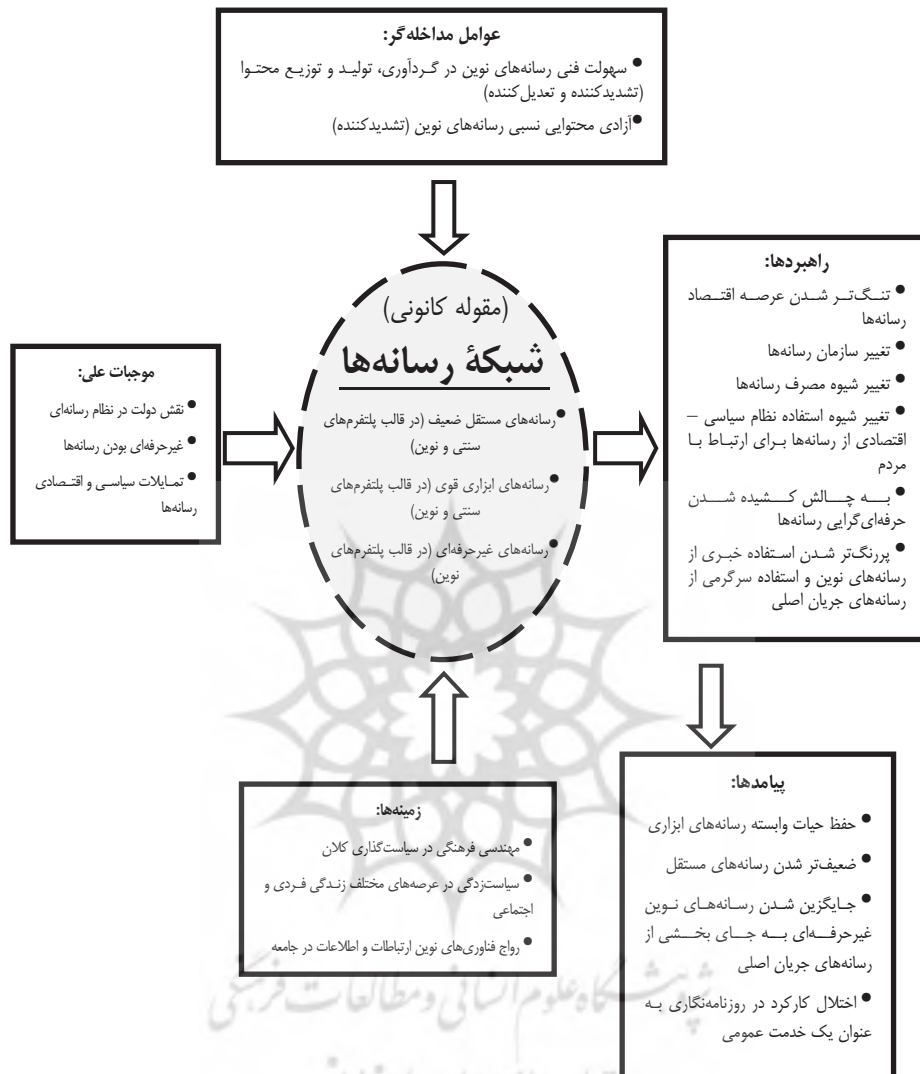 عوامل مداخله‌گر:
● سهولت فنی رسانه‌های نوین در گردآوری، تولید و توزیع محتوا
(تشدیدکننده و تعدیل‌کننده)
●آزادی محتوایی نسبی رسانه‌های نوین (تشدیدکننده)
راهبردها:
● تنگ‌تر شدن عرصه اقتصاد
رسانه‌ها
● تغییر سازمان رسانه‌ها
● تغییر شیوه مصرف رسانه‌ها
● تغییر شیوه استفاده نظام سیاسی –
اقتصادی از رسانه‌ها برای ارتباط با
مردم
● به چالش کشیده شدن
حرفه‌ای‌گرایی رسانه‌ها
● پررنگ‌تر شدن استفاده خبری از
رسانه‌های نوین و استفاده سرگرمی از
رسانه‌های جریان اصلی
(مقوله کانونی)
شبکۀ رسانه‌ها
●رسانه‌های مستقل ضعیف (در قالب پلتفرم‌های
سنتی و نوین)
●رسانه‌های ابزاری قوی (در قالب پلتفرم‌های
سنتی و نوین)
●رسانه‌های غیرحرفه‌ای (در قالب پلتفرم‌های
نوین)
موجبات علی:
● نقش دولت در نظام رسانه‌ای
● غیرحرفه‌ای بودن رسانه‌ها
● تمایلات سیاسی و اقتصادی
رسانه‌ها
زمینه‌ها:
● مهندسی فرهنگی در سیاست‌گذاری کلان
● سیاست‌زدگی در عرصه‌های مختلف زندگی فردی و
اجتماعی
● رواج فناوری‌های نوین ارتباطات و اطلاعات در جامعه
پیامدها:
● حفظ حیات وابسته رسانه‌های ابزاری
● ضعیف‌تر شدن رسانه‌های مستقل
● جایگزین شدن رسانه‌های نوین
غیرحرفه‌ای به جای بخشی از
رسانه‌های جریان اصلی
● اختلال کارکرد در روزنامه‌نگاری به
عنوان یک خدمت عمومی
پژوهشگاه علوم انسانی و مطالعات فرهنگی